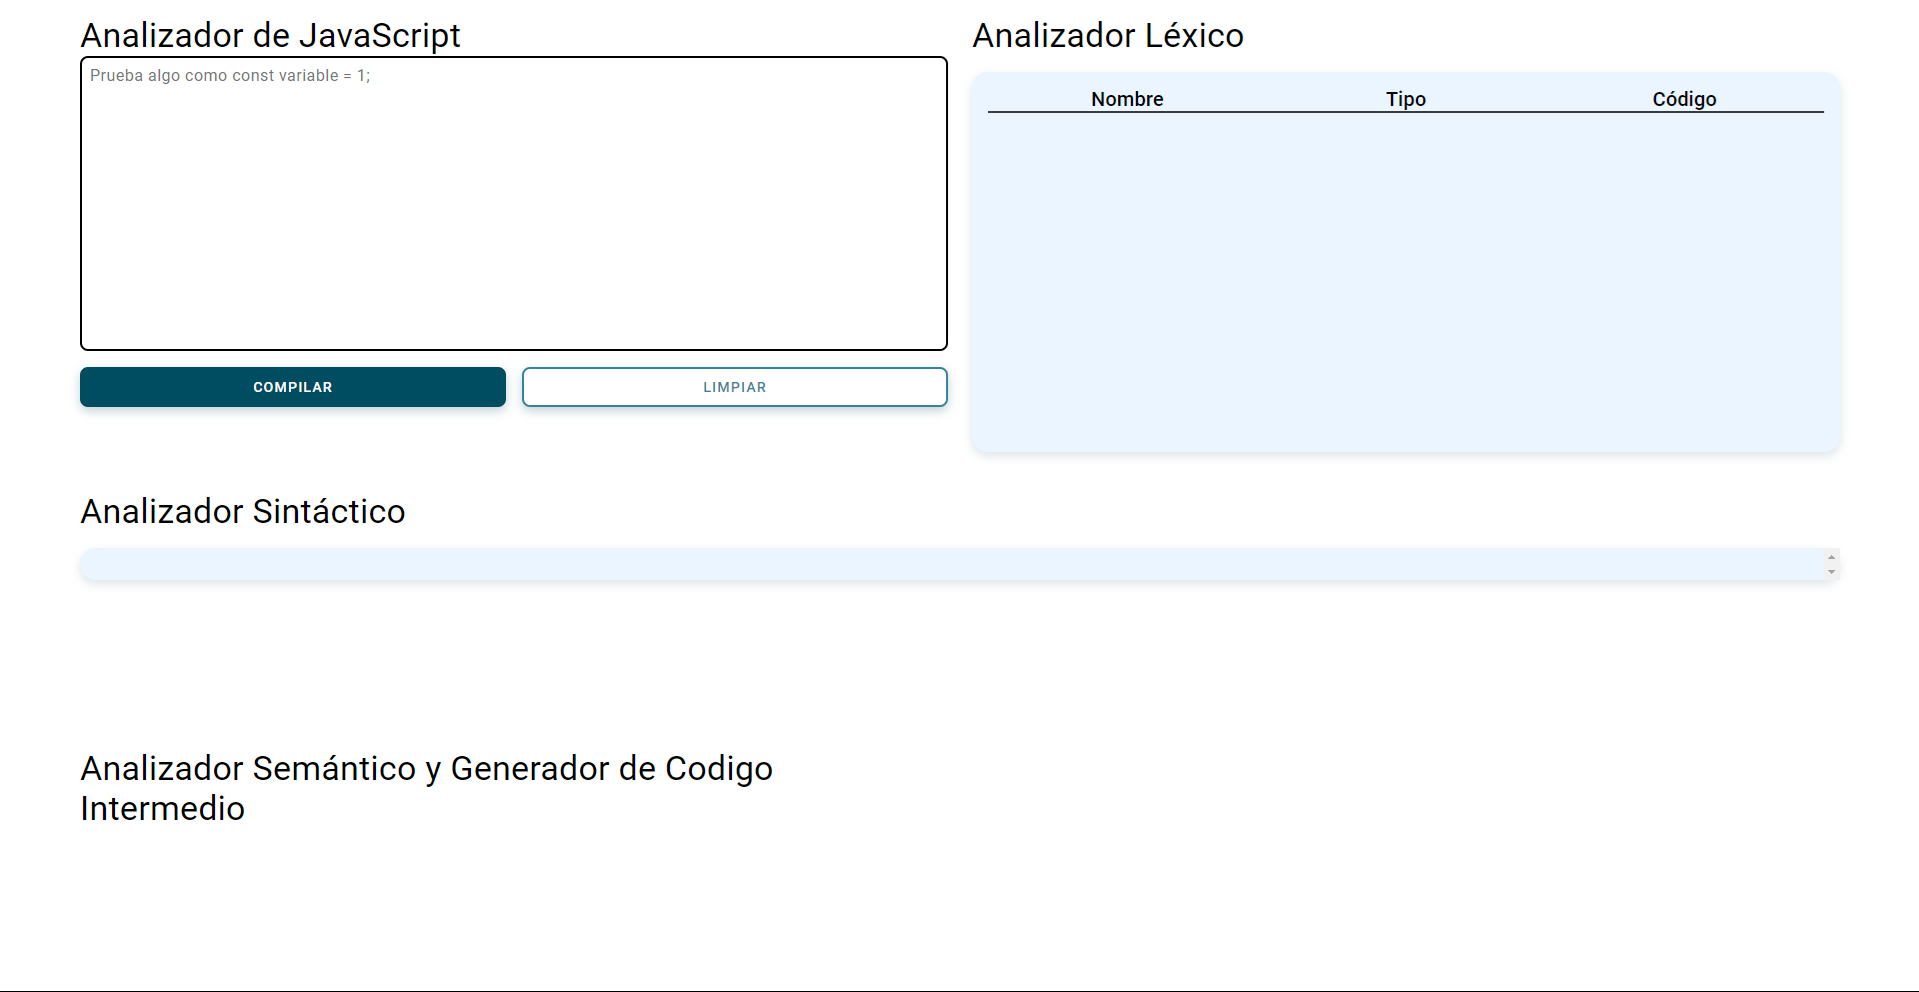 Analizador de JavaScript
Prueba algo como const variable = 1;
COMPILAR
LIMPIAR
Analizador Léxico
Nombre Tipo Código
Analizador Sintáctico
Analizador Semántico y Generador de Codigo
Intermedio